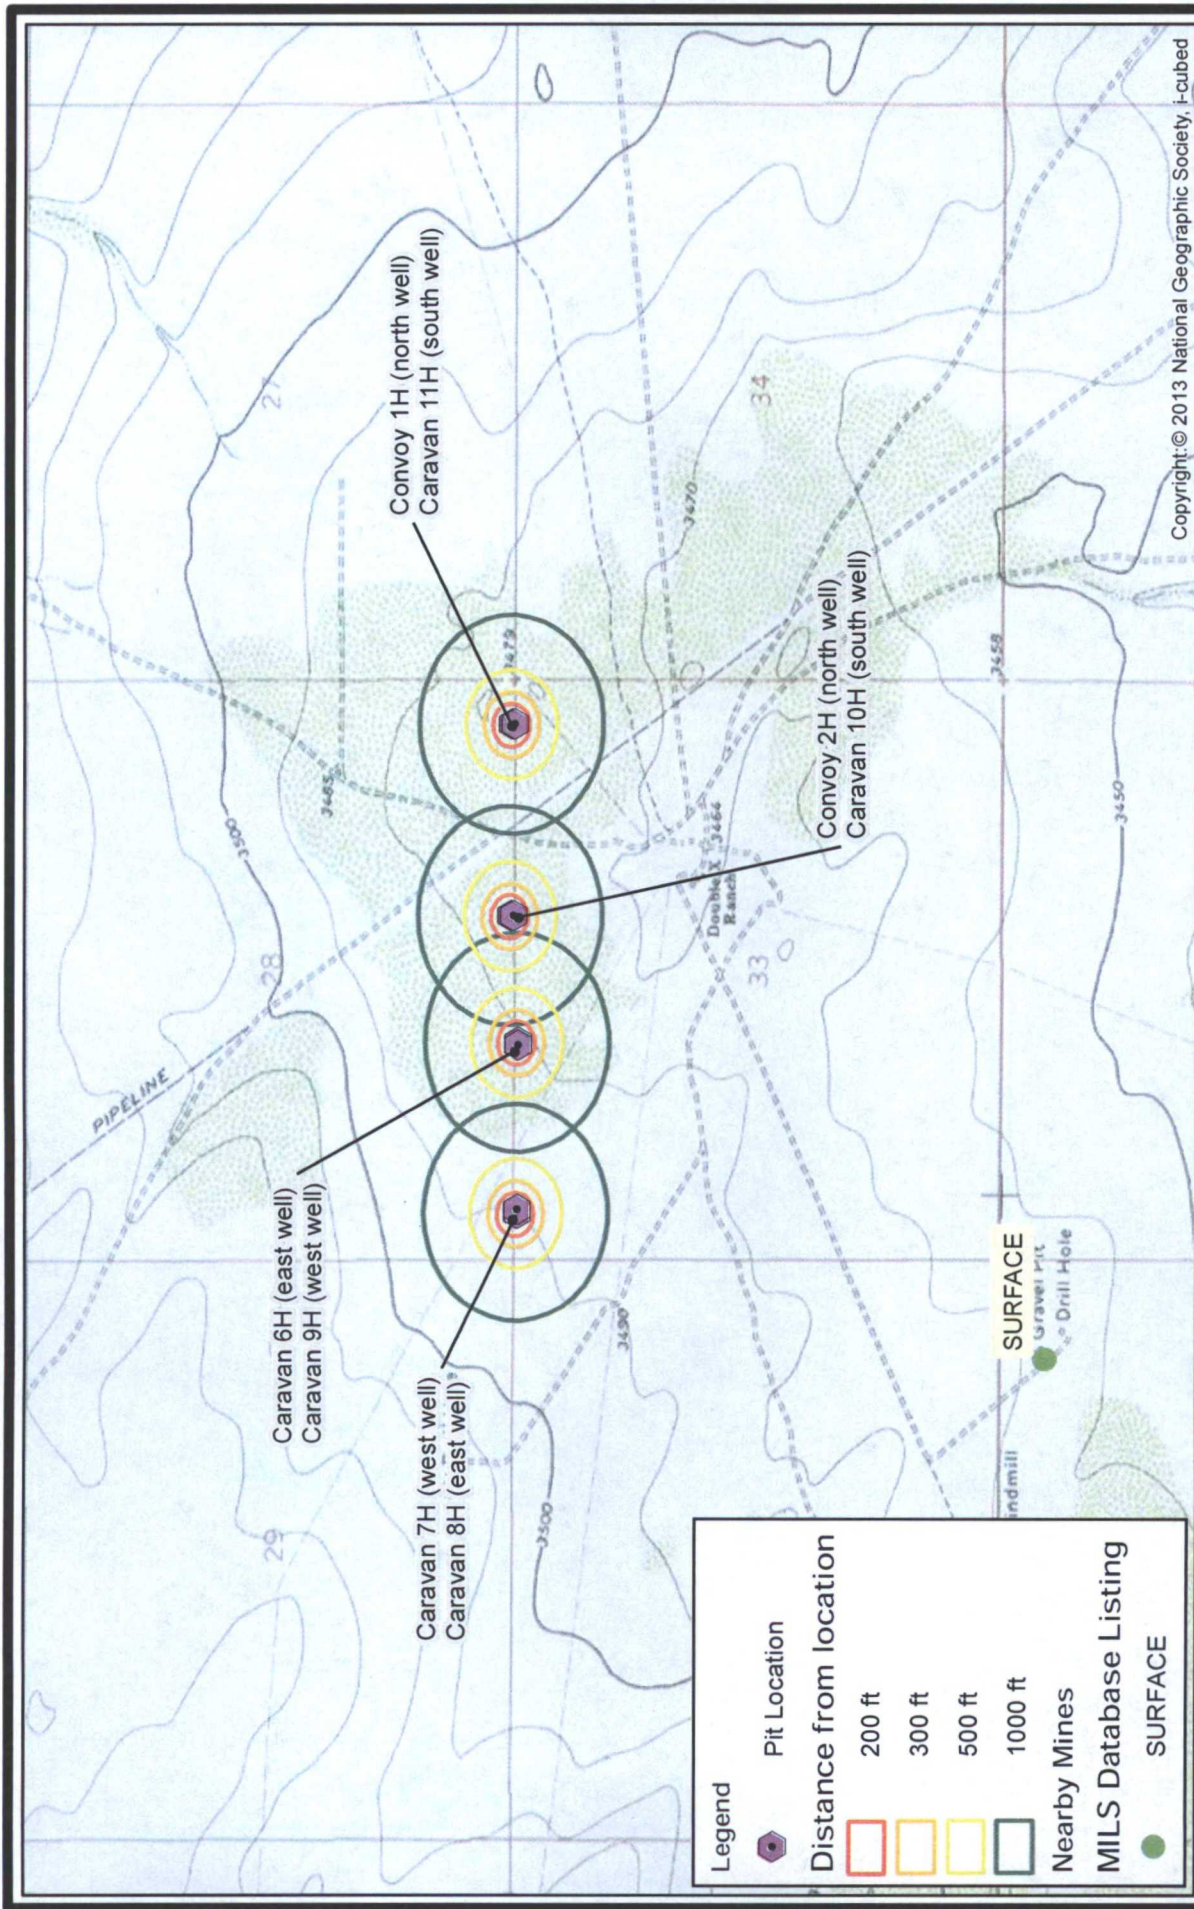 PIPELINE
27
28
29
3500
3465
Convoy 1H (north well)
Caravan 11H (south well)
Caravan 6H (east well)
Caravan 9H (west well)
Caravan 7H (west well)
Caravan 8H (east well)
3479
3500
3490
3470
34
33
Double X
Ranch
3464
Convoy 2H (north well)
Caravan 10H (south well)
3458
3450
SURFACE
Gravel Pit
Drill Hole
indmill
Legend
Pit Location
Distance from location
200 ft
300 ft
500 ft
1000 ft
Nearby Mines
MILS Database Listing
SURFACE
Copyright:© 2013 National Geographic Society, i-cubed